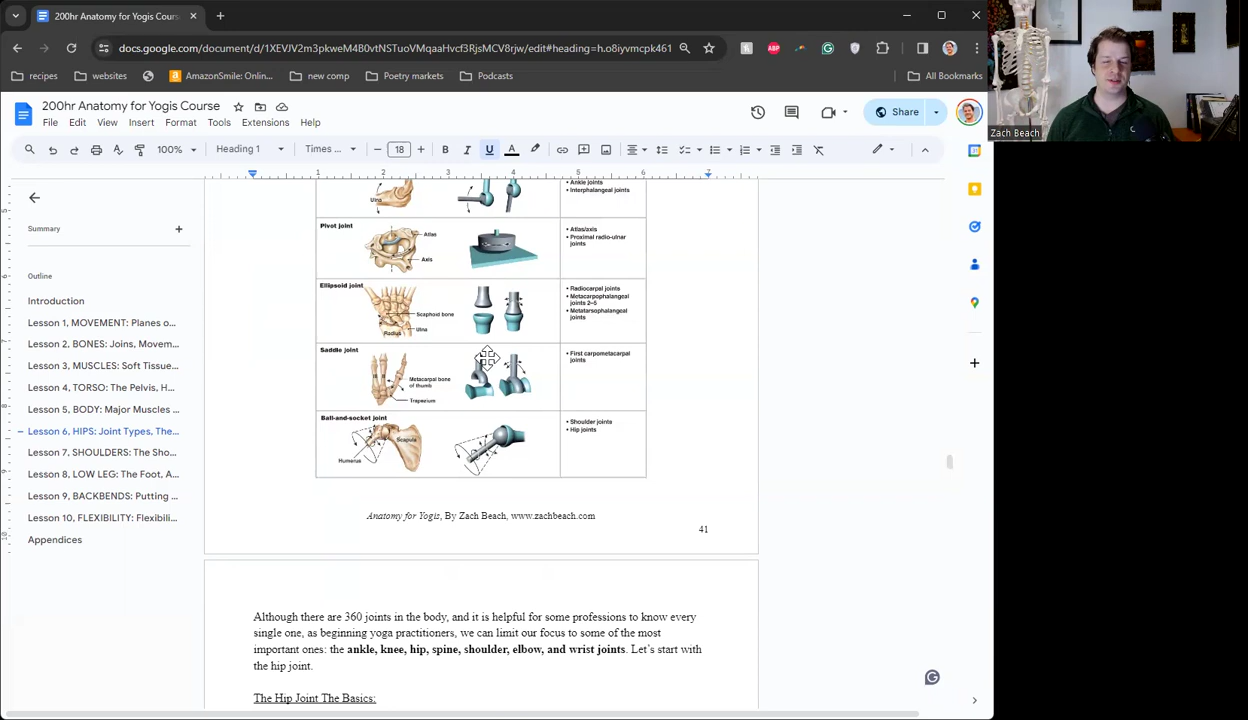 200hr Anatomy for Yogis Course
docs.google.com/document/d/1XEVJV2m3pkweM4B0vtNSTuoVMqaaHvcf3RjsMCV8rjw/edit#heading=h.o8iyvmcpk461
ABP
recipes
websites
AmazonSmile: Onlin...
new comp
Poetry markets
Podcasts
All Bookmarks
Zach Beach
200hr Anatomy for Yogis Course
Share
File Edit View Insert Format Tools Extensions Help
100% Heading 1 Times ... 18 B I U A
1 2 3 4 5 6 7
Summary
Outline
Introduction
Lesson 1, MOVEMENT: Planes o...
Lesson 2, BONES: Joins, Movem...
Lesson 3, MUSCLES: Soft Tissue...
Lesson 4, TORSO: The Pelvis, H...
Lesson 5, BODY: Major Muscles ...
Lesson 6, HIPS: Joint Types, The...
Lesson 7, SHOULDERS: The Sho...
Lesson 8, LOW LEG: The Foot, A...
Lesson 9, BACKBENDS: Putting ...
Lesson 10, FLEXIBILITY: Flexibili...
Appendices
Ulna
• Ankle joints
• Interphalangeal joints
Pivot joint
Atlas
Axis
• Atlas/axis
• Proximal radio-ulnar
joints
Ellipsoid joint
Scaphoid bone
Radius
Ulna
• Radiocarpal joints
• Metacarpophalangeal
joints 2–5
• Metatarsophalangeal
joints
Saddle joint
Metacarpal bone
of thumb
Trapezium
• First carpometacarpal
joints
Ball-and-socket joint
Scapula
Humerus
• Shoulder joints
• Hip joints
Anatomy for Yogis, By Zach Beach, www.zachbeach.com
41
Although there are 360 joints in the body, and it is helpful for some professions to know every
single one, as beginning yoga practitioners, we can limit our focus to some of the most
important ones: the ankle, knee, hip, spine, shoulder, elbow, and wrist joints. Let's start with
the hip joint.
The Hip Joint The Basics: